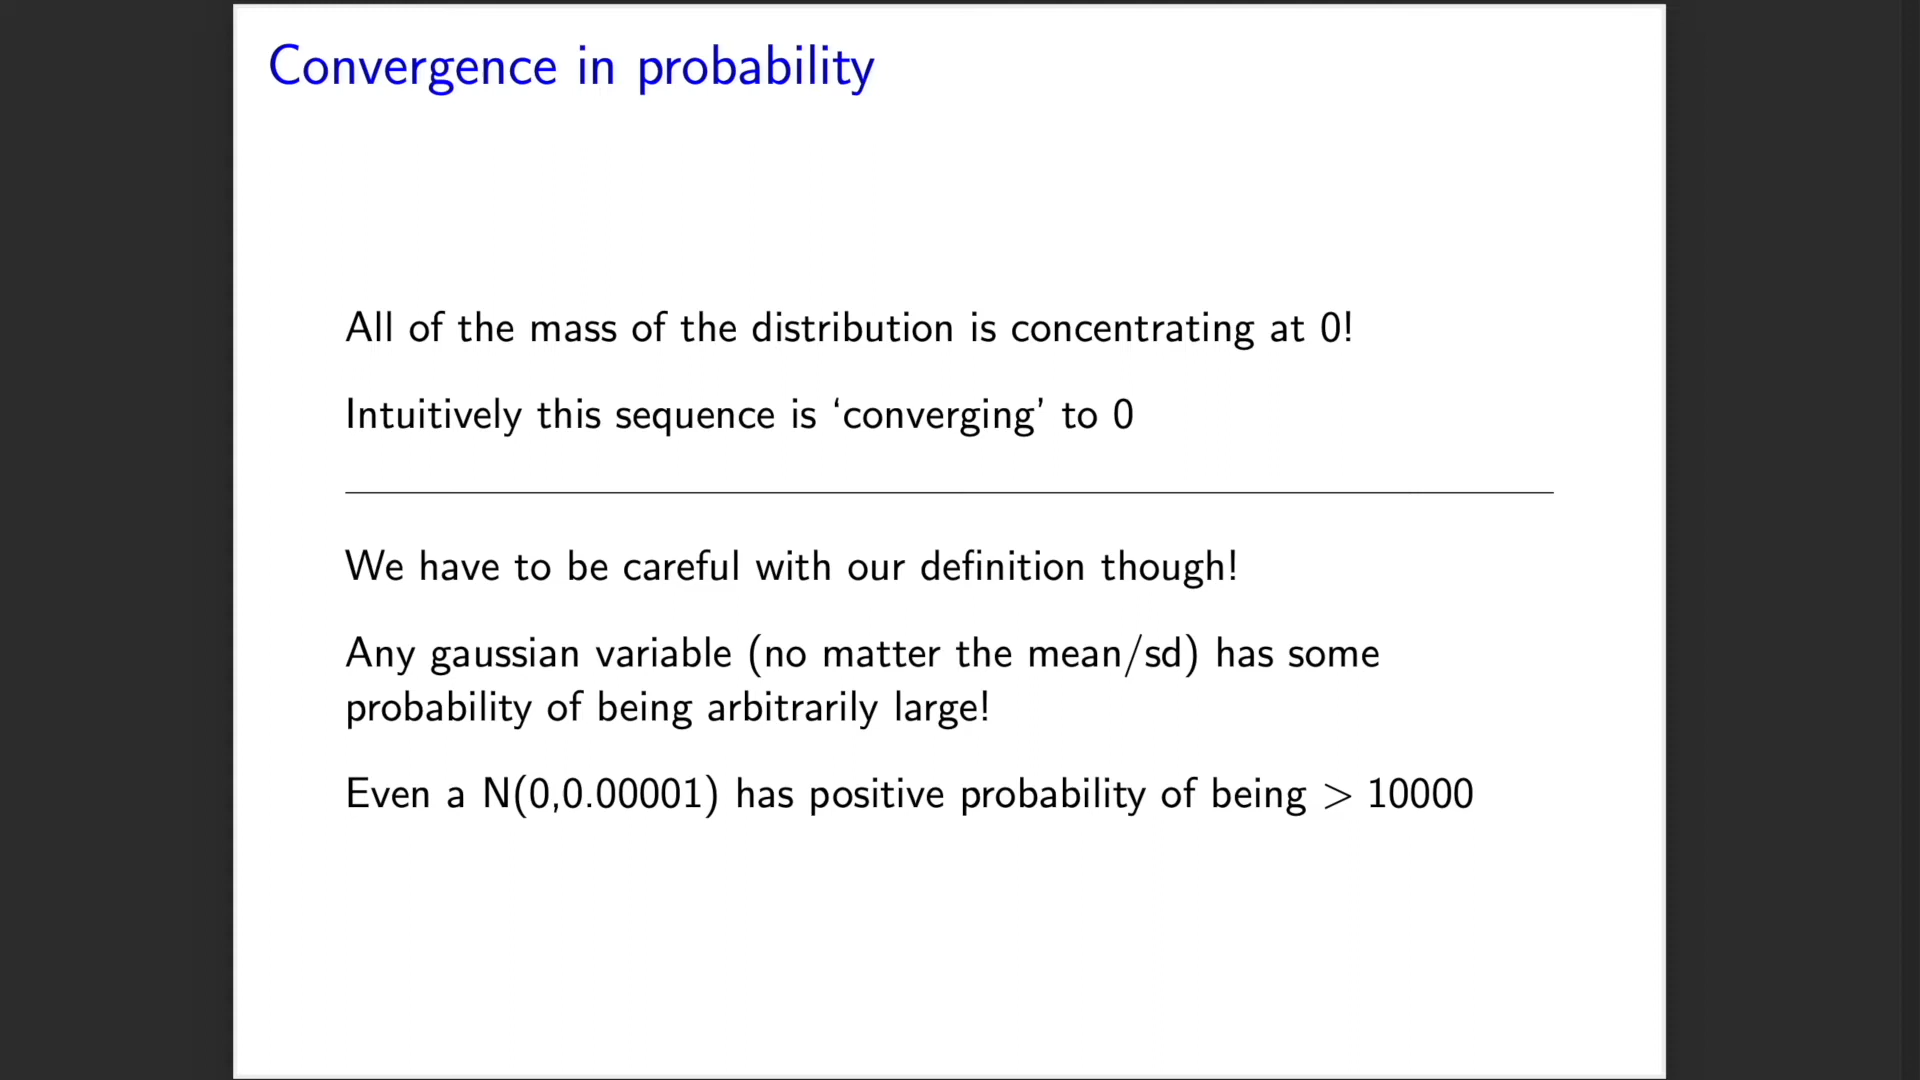 Convergence in probability
All of the mass of the distribution is concentrating at 0!
Intuitively this sequence is ‘converging’ to 0
We have to be careful with our definition though!
Any gaussian variable (no matter the mean/sd) has some
probability of being arbitrarily large!
Even a N(0,0.00001) has positive probability of being > 10000